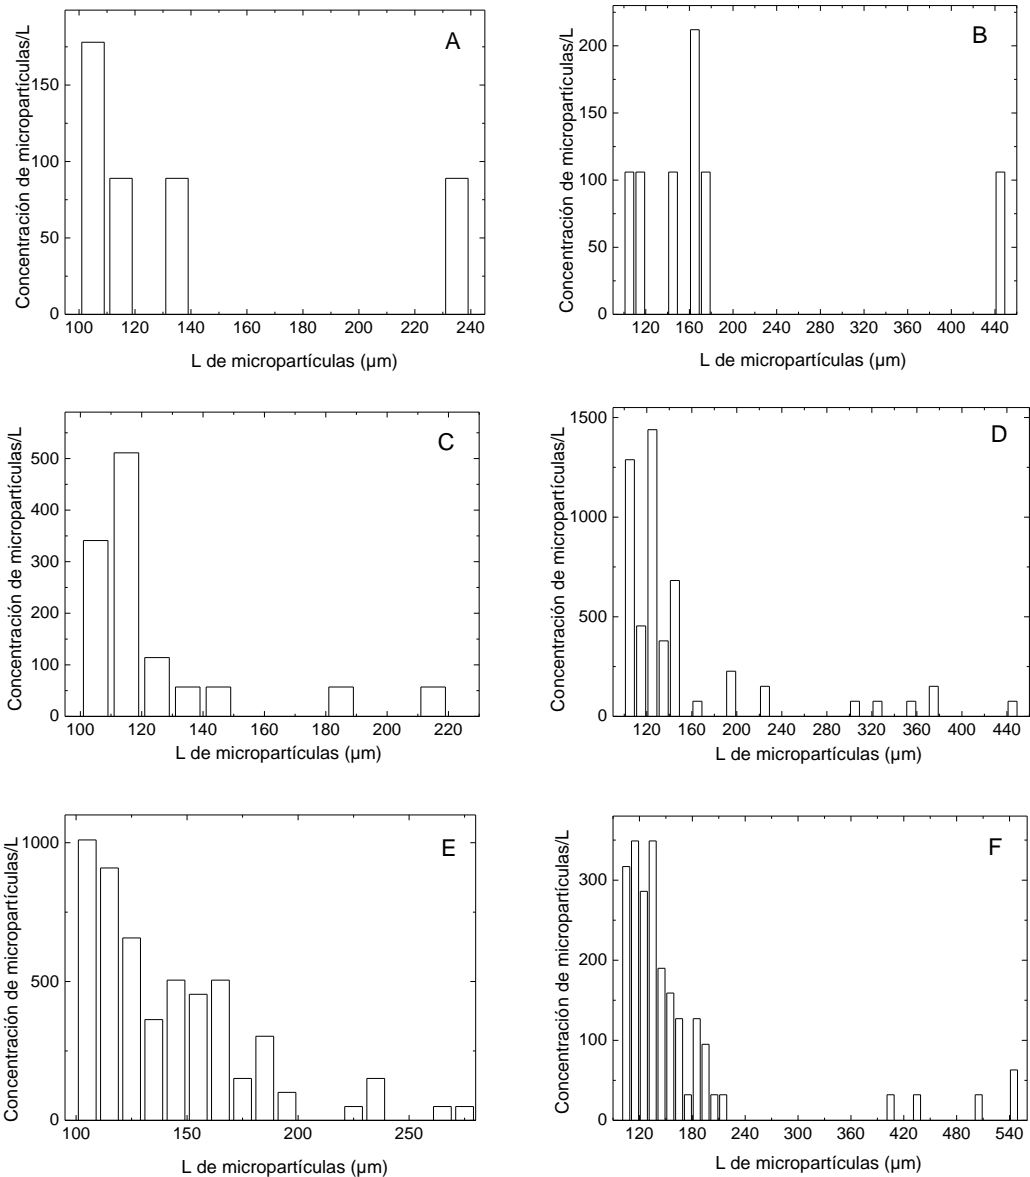 A
Concentración de micropartículas/L
150
100
50
0
100 120 140 160 180 200 220 240
L de micropartículas (µm)
B
Concentración de micropartículas/L
200
150
100
50
0
120 160 200 240 280 320 360 400 440
L de micropartículas (µm)
C
Concentración de micropartículas/L
500
400
300
200
100
0
100 120 140 160 180 200 220
L de micropartículas (µm)
D
Concentración de micropartículas/L
1500
1000
500
0
120 160 200 240 280 320 360 400 440
L de micropartículas (µm)
E
Concentración de micropartículas/L
1000
500
0
100 150 200 250
L de micropartículas (µm)
F
Concentración de micropartículas/L
300
200
100
0
120 180 240 300 360 420 480 540
L de micropartículas (µm)